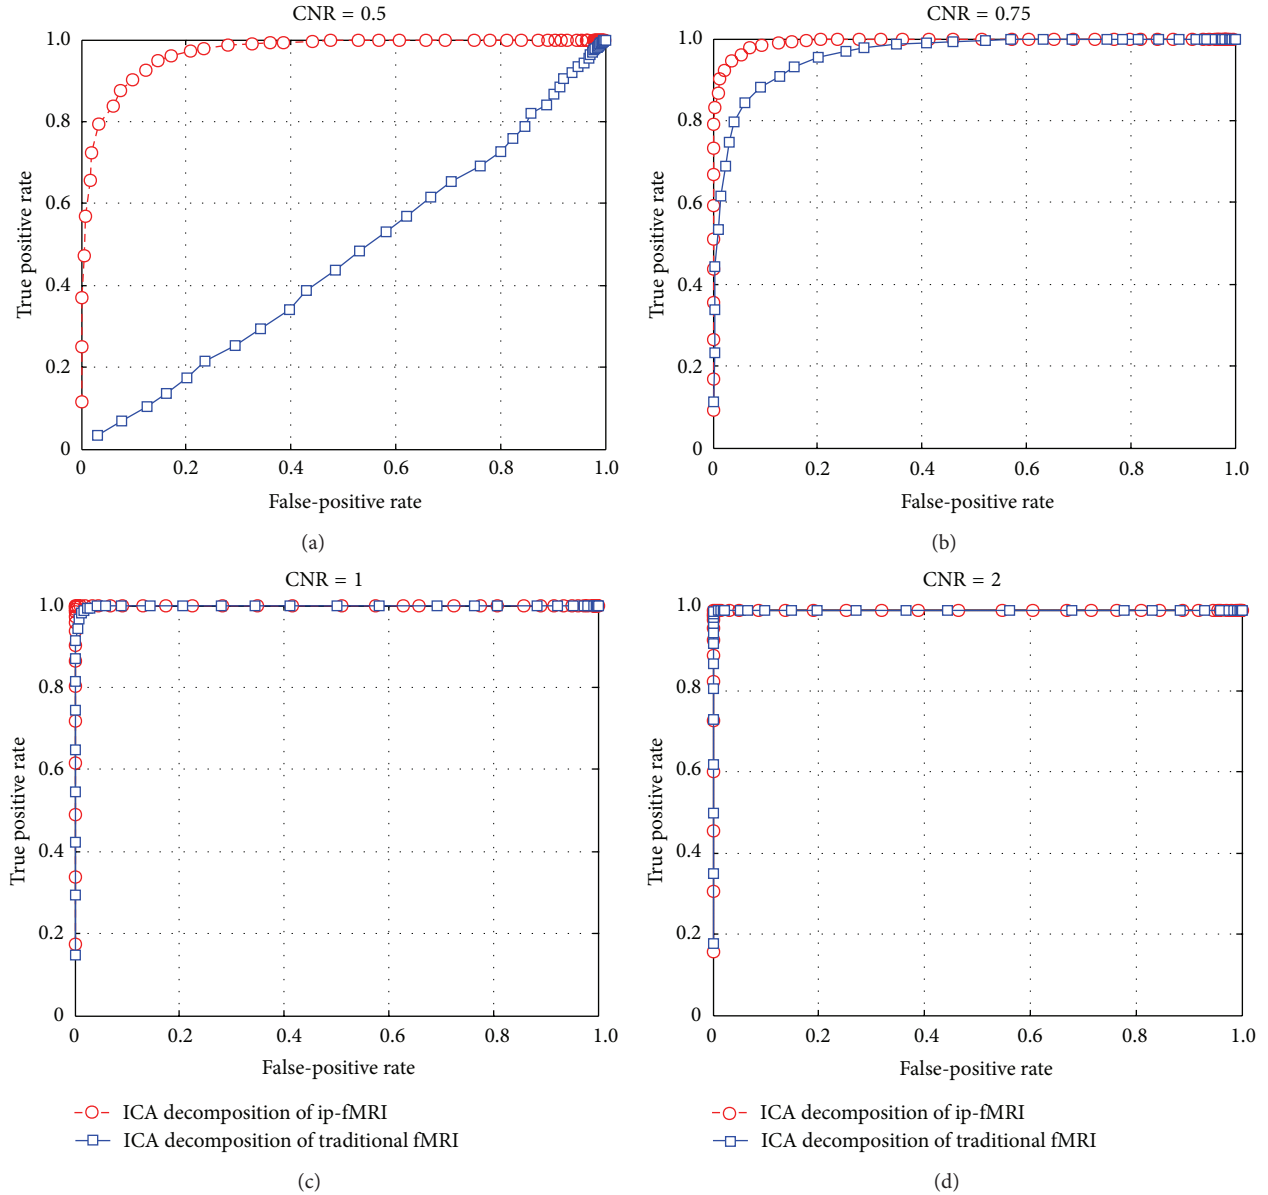 CNR = 0.5
1.0
0.8
0.6
0.4
0.2
0
0 0.2 0.4 0.6 0.8 1.0
True positive rate
False-positive rate
(a)
CNR = 0.75
1.0
0.8
0.6
0.4
0.2
0
0 0.2 0.4 0.6 0.8 1.0
True positive rate
False-positive rate
(b)
CNR = 1
1.0
0.8
0.6
0.4
0.2
0
0 0.2 0.4 0.6 0.8 1.0
True positive rate
False-positive rate
ICA decomposition of ip-fMRI
ICA decomposition of traditional fMRI
(c)
CNR = 2
1.0
0.8
0.6
0.4
0.2
0
0 0.2 0.4 0.6 0.8 1.0
True positive rate
False-positive rate
ICA decomposition of ip-fMRI
ICA decomposition of traditional fMRI
(d)